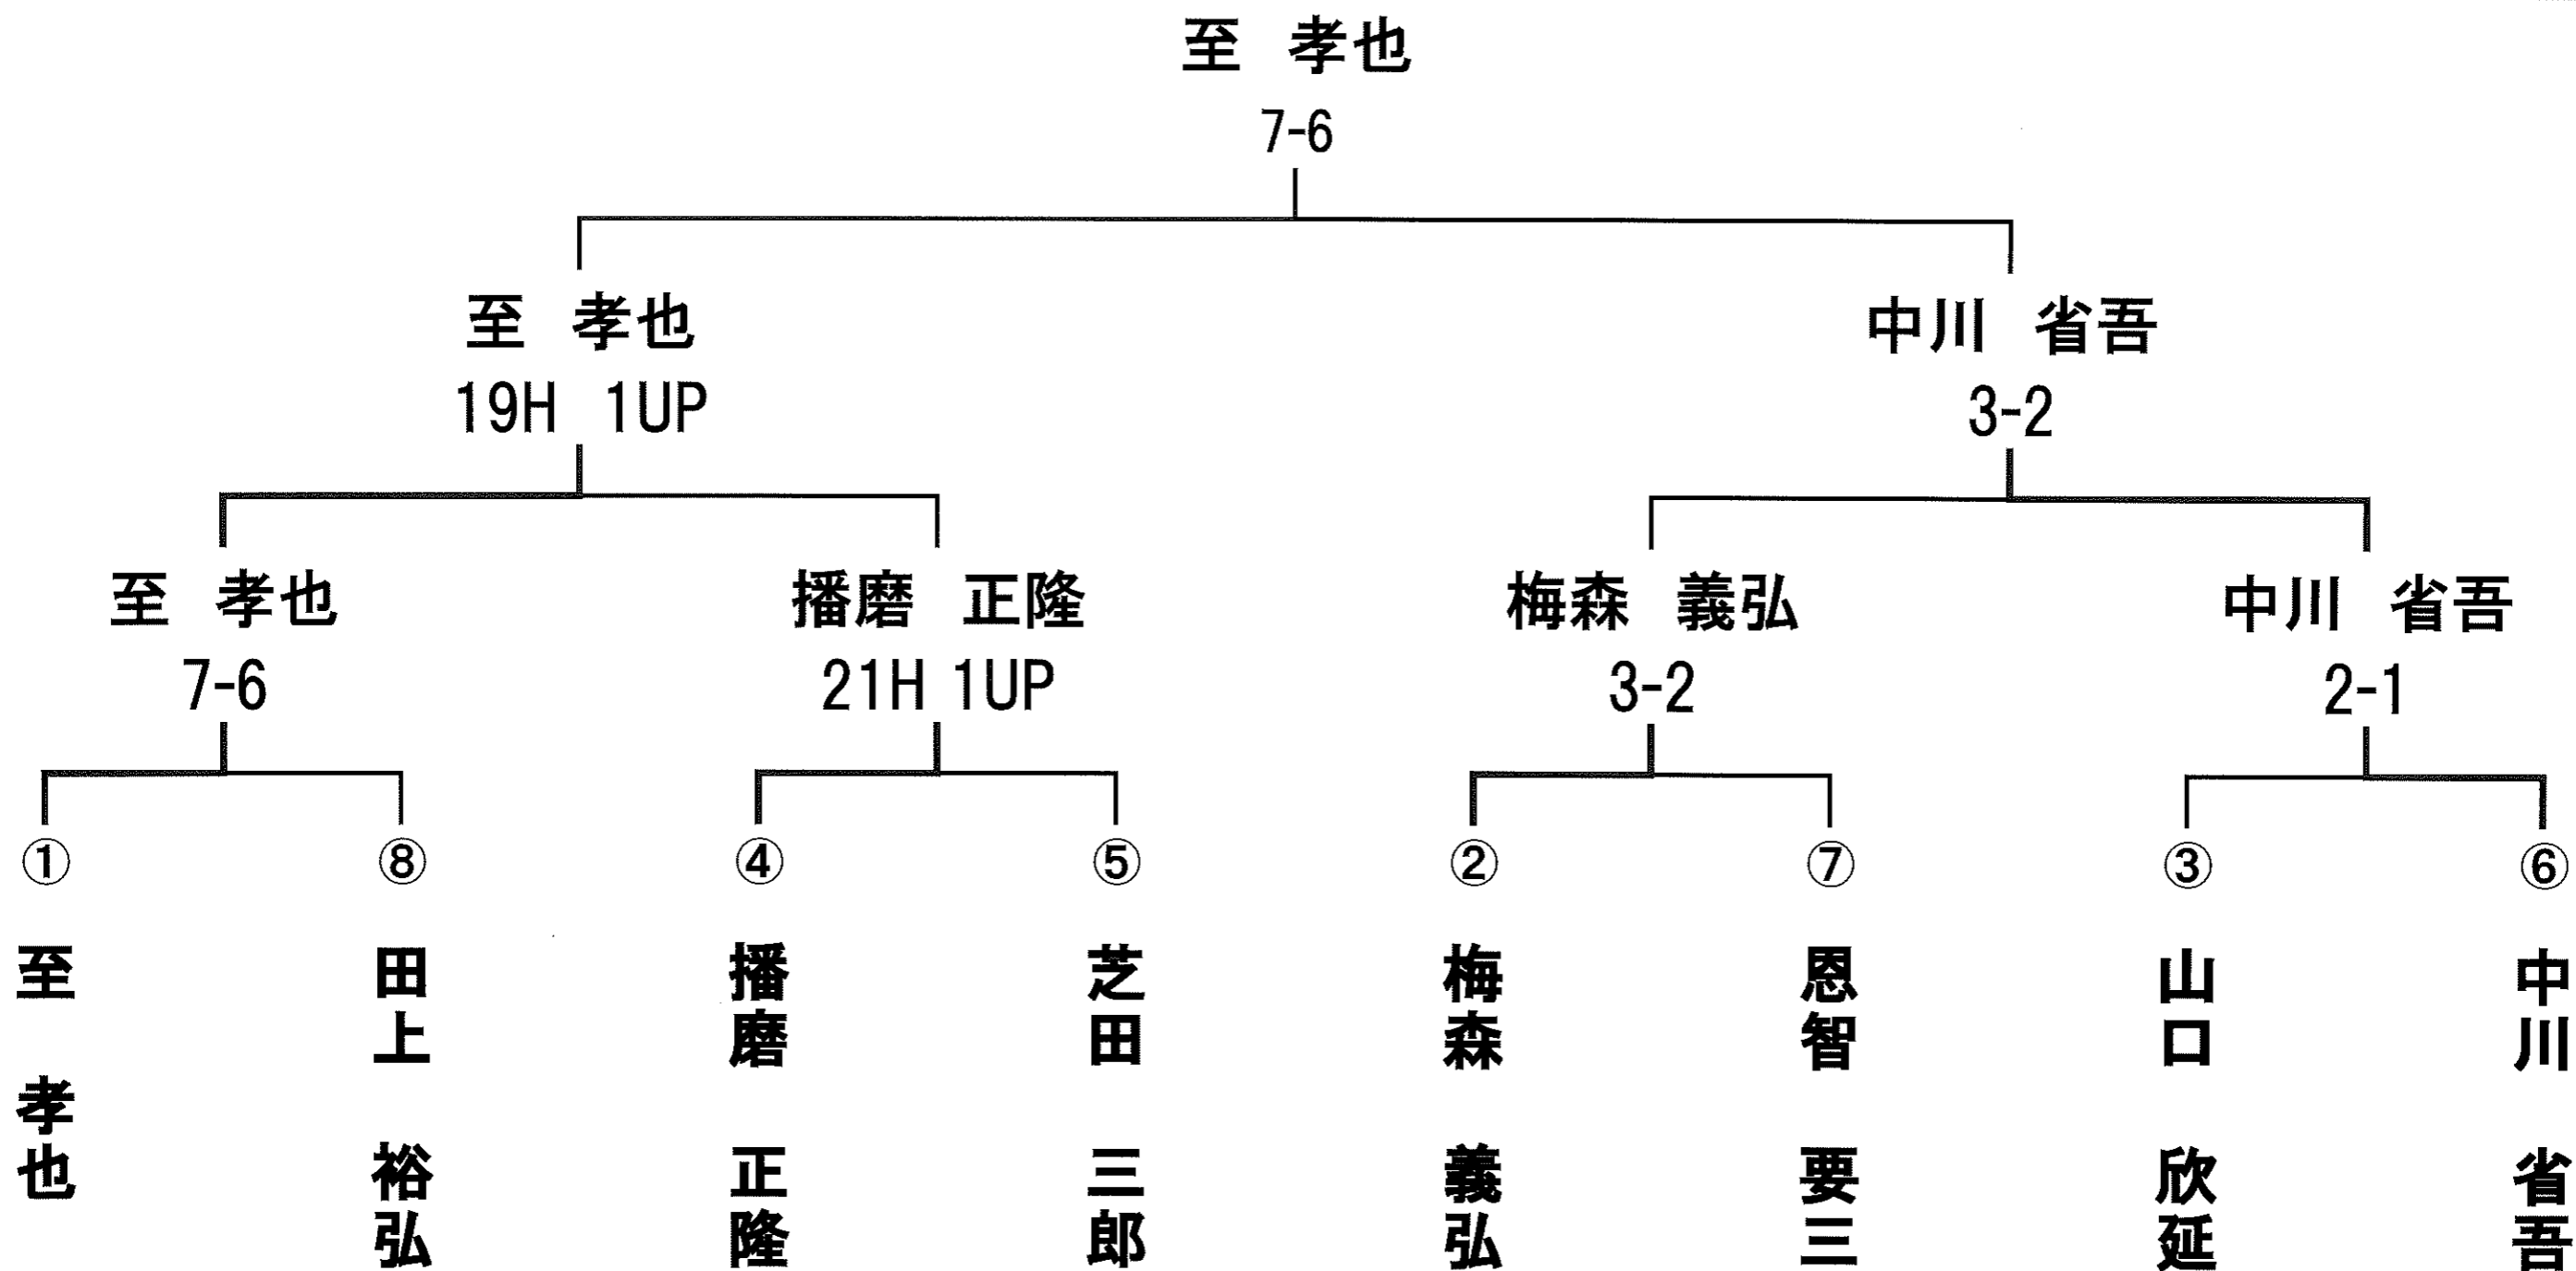 至 孝也
7-6
至 孝也
中川 省吾
19H 1UP
3-2
至 孝也
播磨 正隆
梅森 義弘
中川 省吾
7-6
21H 1UP
3-2
2-1
①
⑧
④
⑤
②
⑦
③
⑥
至 孝也
田上 裕弘
播磨 正隆
芝田 三郎
梅森 義弘
恩智 要三
山口 欣延
中川 省吾